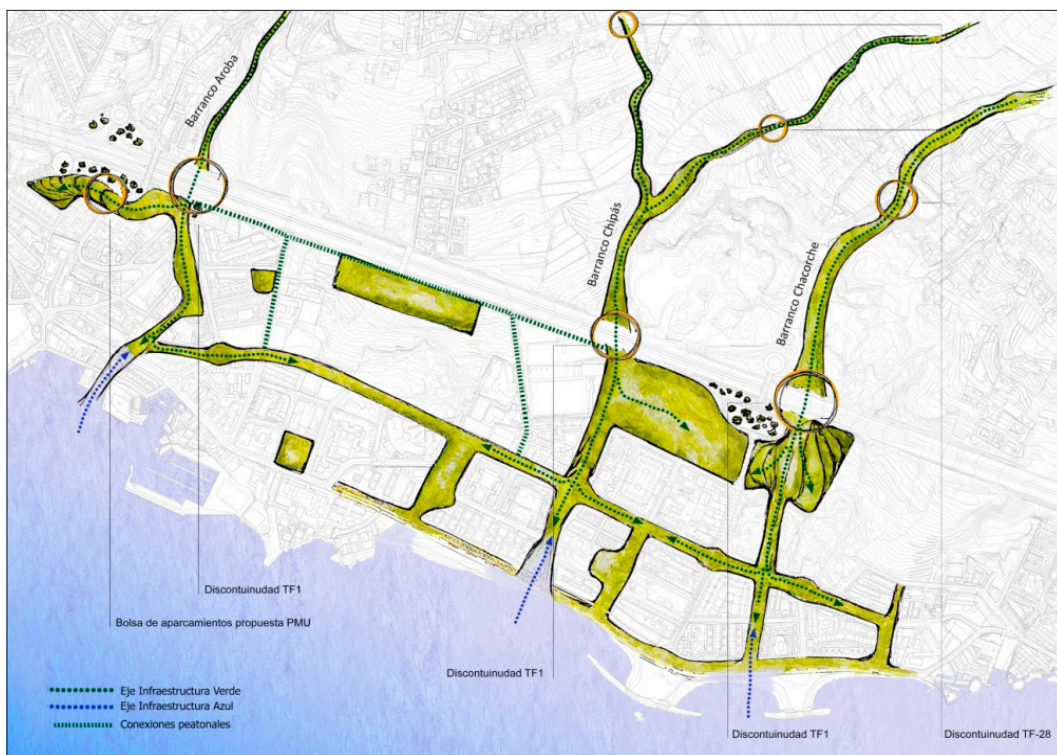 Barranco Aroba
Barranco Chipás
Barranco Chacorche
Discontuinudad TF1
Bolsa de aparcamientos propuesta PMU
Discontuinudad TF1
Eje Infraestructura Verde
Eje Infraestructura Azul
Conexiones peatonales
Discontuinudad TF1
Discontuinudad TF-28